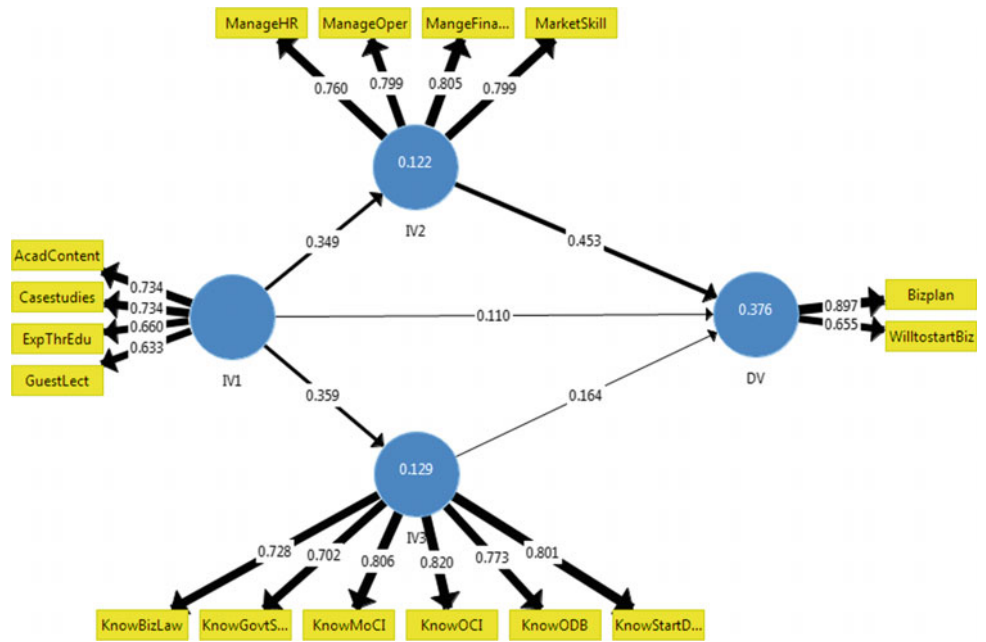 ManageHR
ManageOper
MangeFina...
MarketSkill
0.760
0.799
0.805
0.799
0.122
IV2
0.349
0.453
AcadContent
Casestudies
ExpThrEdu
GuestLect
0.734
0.734
0.660
0.633
IV1
0.110
0.376
DV
0.897
0.655
Bizplan
WilltostartBiz
0.359
0.164
0.129
IV3
0.728
0.702
0.806
0.820
0.773
0.801
KnowBizLaw
KnowGovtS...
KnowMoCI
KnowOCI
KnowODB
KnowStartD...